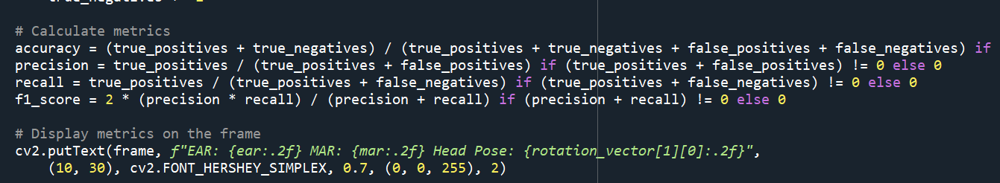 # Calculate metrics
accuracy = (true_positives + true_negatives) / (true_positives + true_negatives + false_positives + false_negatives) if
precision = true_positives / (true_positives + false_positives) if (true_positives + false_positives) != 0 else 0
recall = true_positives / (true_positives + false_negatives) if (true_positives + false_negatives) != 0 else 0
f1_score = 2 * (precision * recall) / (precision + recall) if (precision + recall) != 0 else 0
# Display metrics on the frame
cv2.putText(frame, f"EAR: {ear:.2f} MAR: {mar:.2f} Head Pose: {rotation_vector[1][0]:.2f}",
(10, 30), cv2.FONT_HERSHEY_SIMPLEX, 0.7, (0, 0, 255), 2)